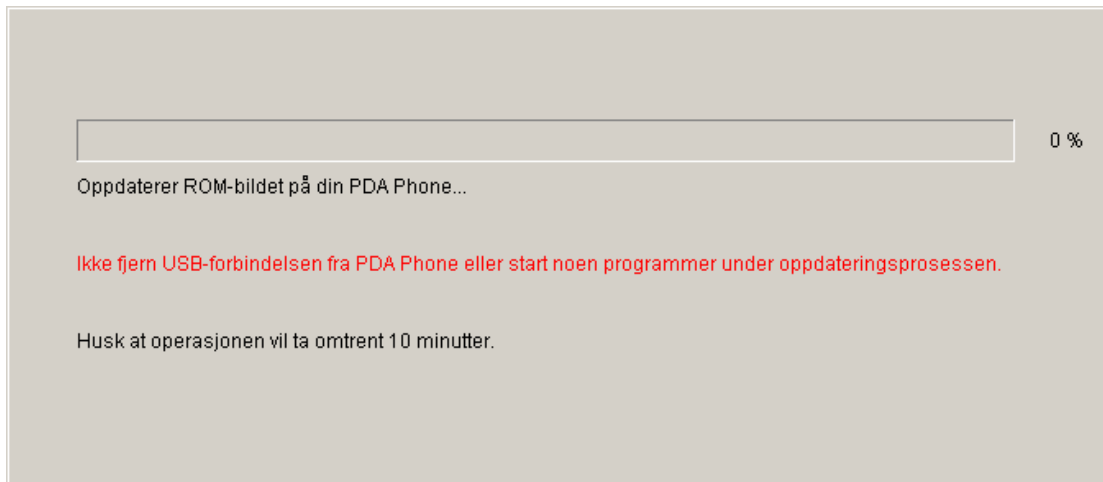 0 %
Oppdaterer ROM-bildet på din PDA Phone...
Ikke fjern USB-forbindelsen fra PDA Phone eller start noen programmer under oppdateringsprosessen.
Husk at operasjonen vil ta omtrent 10 minutter.